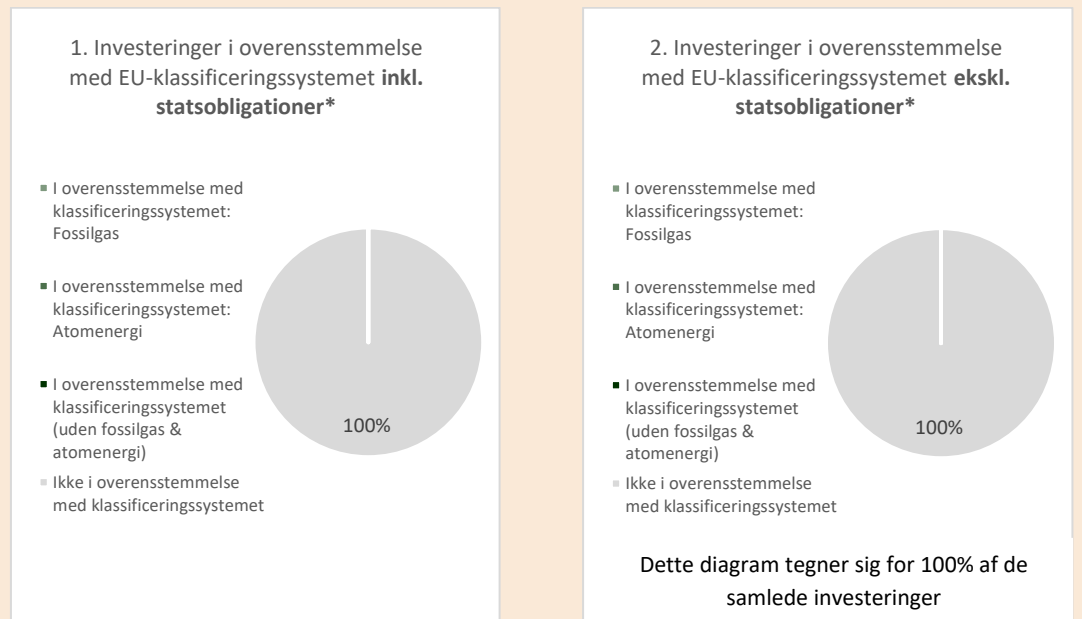 1. Investeringer i overensstemmelse
med EU-klassificeringssystemet inkl.
statsobligationer*
I overensstemmelse med
klassificeringssystemet:
Fossilgas
I overensstemmelse med
klassificeringssystemet:
Atomenergi
I overensstemmelse med
klassificeringssystemet
(uden fossilgas &
atomenergi)
Ikke i overensstemmelse
med klassificeringssystemet
100%
2. Investeringer i overensstemmelse
med EU-klassificeringssystemet ekskl.
statsobligationer*
I overensstemmelse med
klassificeringssystemet:
Fossilgas
I overensstemmelse med
klassificeringssystemet:
Atomenergi
I overensstemmelse med
klassificeringssystemet
(uden fossilgas &
atomenergi)
Ikke i overensstemmelse
med klassificeringssystemet
100%
Dette diagram tegner sig for 100% af de
samlede investeringer